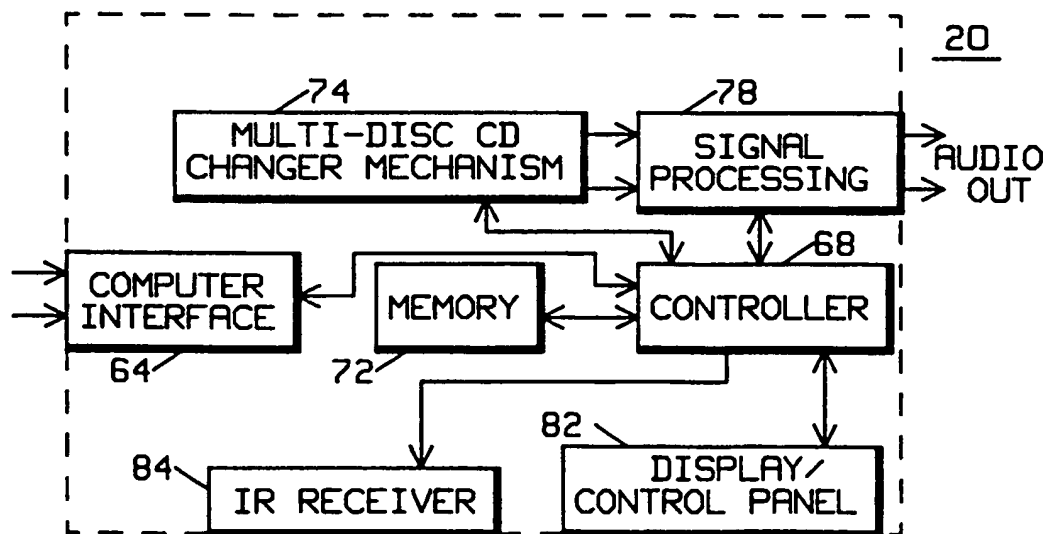 20
74
MULTI-DISC CD
CHANGER MECHANISM
78
SIGNAL
PROCESSING
AUDIO
OUT
COMPUTER
INTERFACE
64
MEMORY
72
68
CONTROLLER
84
IR RECEIVER
82
DISPLAY/
CONTROL PANEL